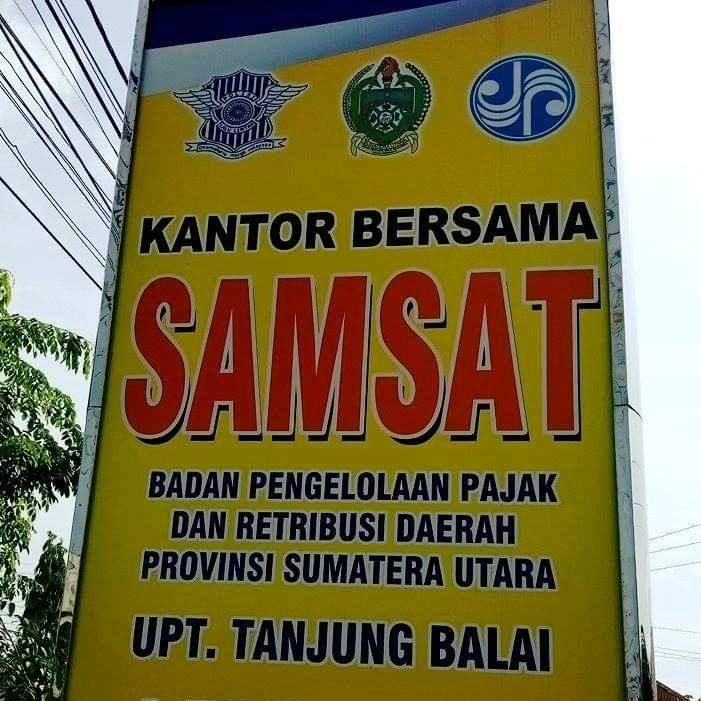 KANTOR BERSAMA
SAMSAT
BADAN PENGELOLAAN PAJAK
DAN RETRIBUSI DAERAH
PROVINSI SUMATERA UTARA
UPT. TANJUNG BALAI